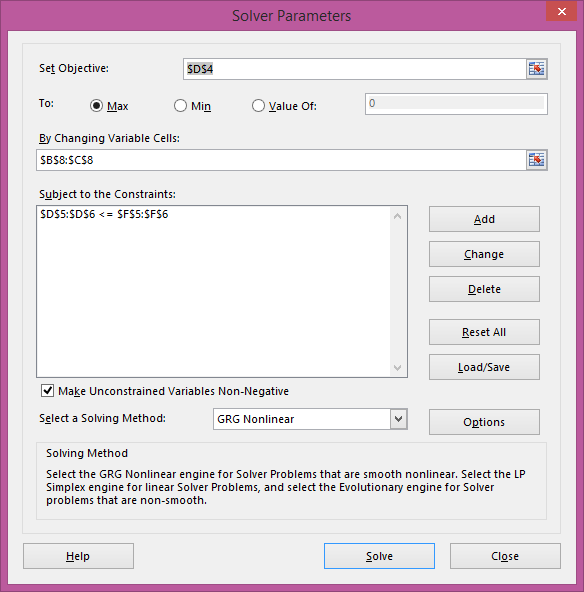 Solver Parameters
Set Objective:
$D$4
To:
Max
Min
Value Of:
0
By Changing Variable Cells:
$B$8:$C$8
Subject to the Constraints:
$D$5:$D$6 <= $F$5:$F$6
Add
Change
Delete
Reset All
Load/Save
Make Unconstrained Variables Non-Negative
Select a Solving Method:
GRG Nonlinear
Options
Solving Method
Select the GRG Nonlinear engine for Solver Problems that are smooth nonlinear. Select the LP
Simplex engine for linear Solver Problems, and select the Evolutionary engine for Solver
problems that are non-smooth.
Help
Solve
Close